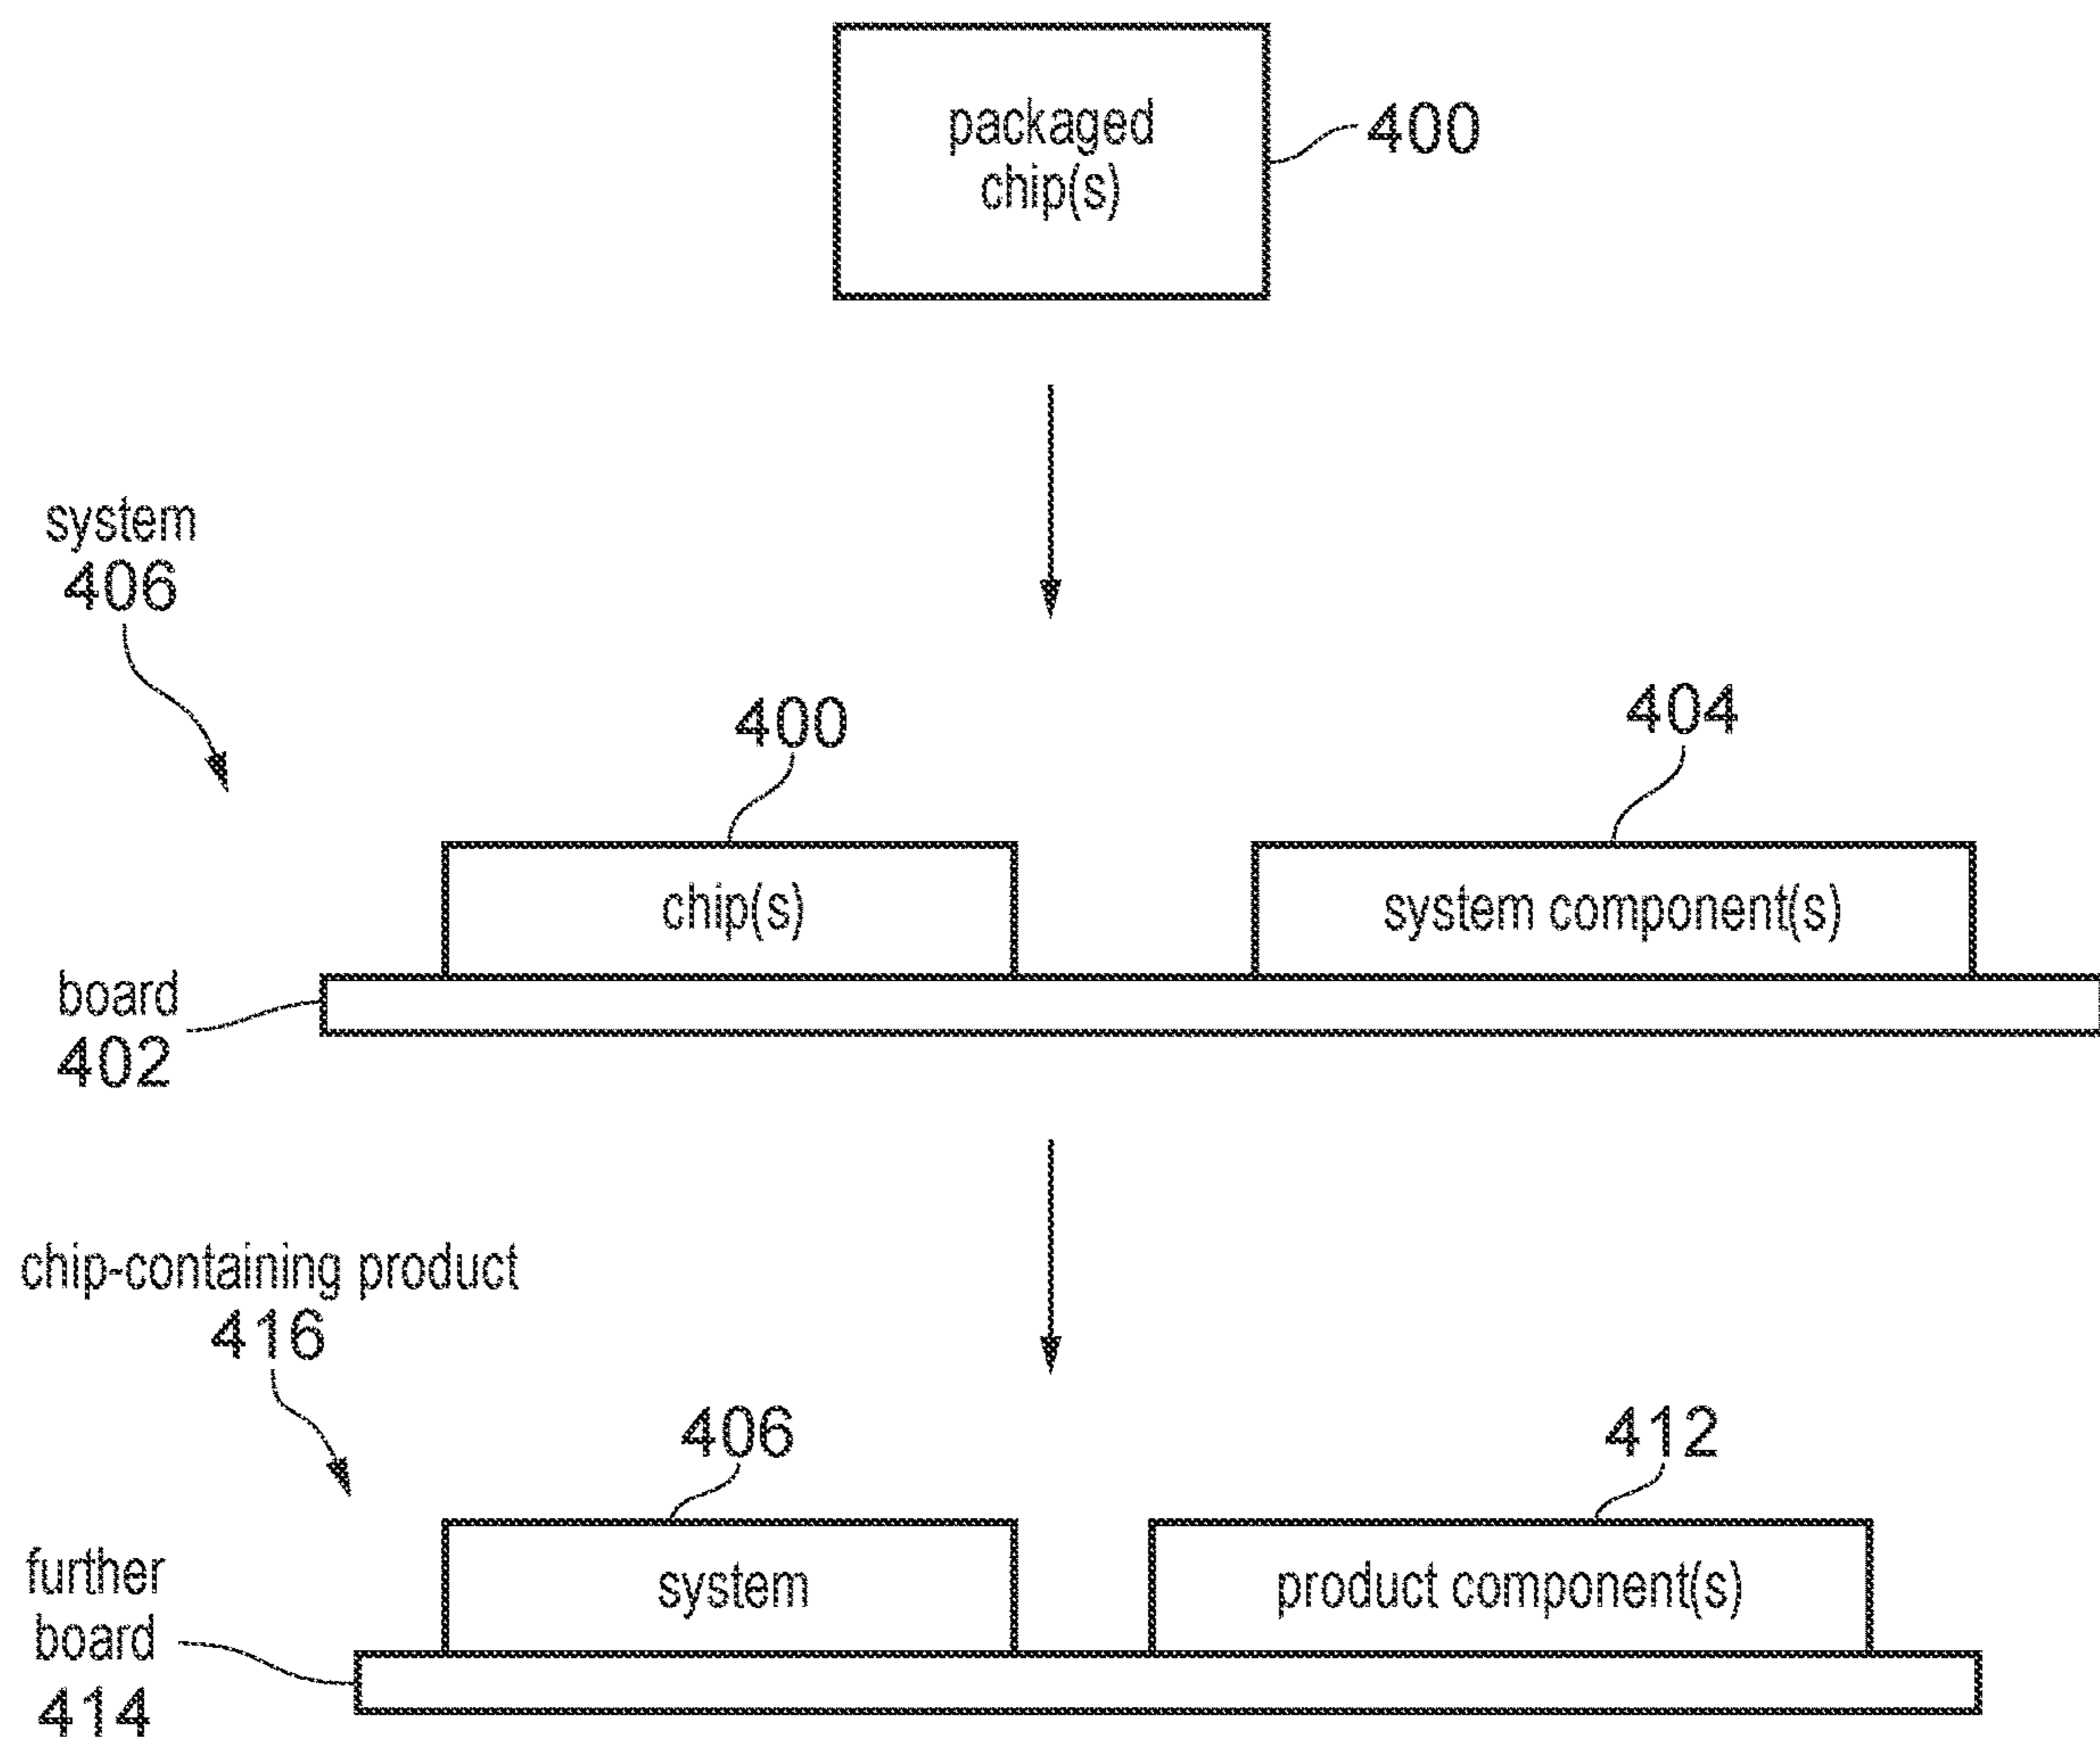 packaged
chip(s)
400
system
406
400
404
chip(s)
system component(s)
board
402
chip-containing product
416
406
412
system
product component(s)
further
board
414